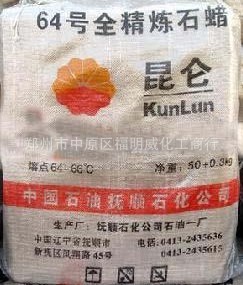 64号全精炼石蜡
昆仑
KunLun
郑州市中原区福明威化工商行
熔点64-66℃
净重:50+0.3kg
中国石油抚顺石化公司
生产厂:抚顺石化公司石油一厂
中国辽宁省抚顺市
电话:0413-2435636
新抚区凤翔路45号
0413-2435615